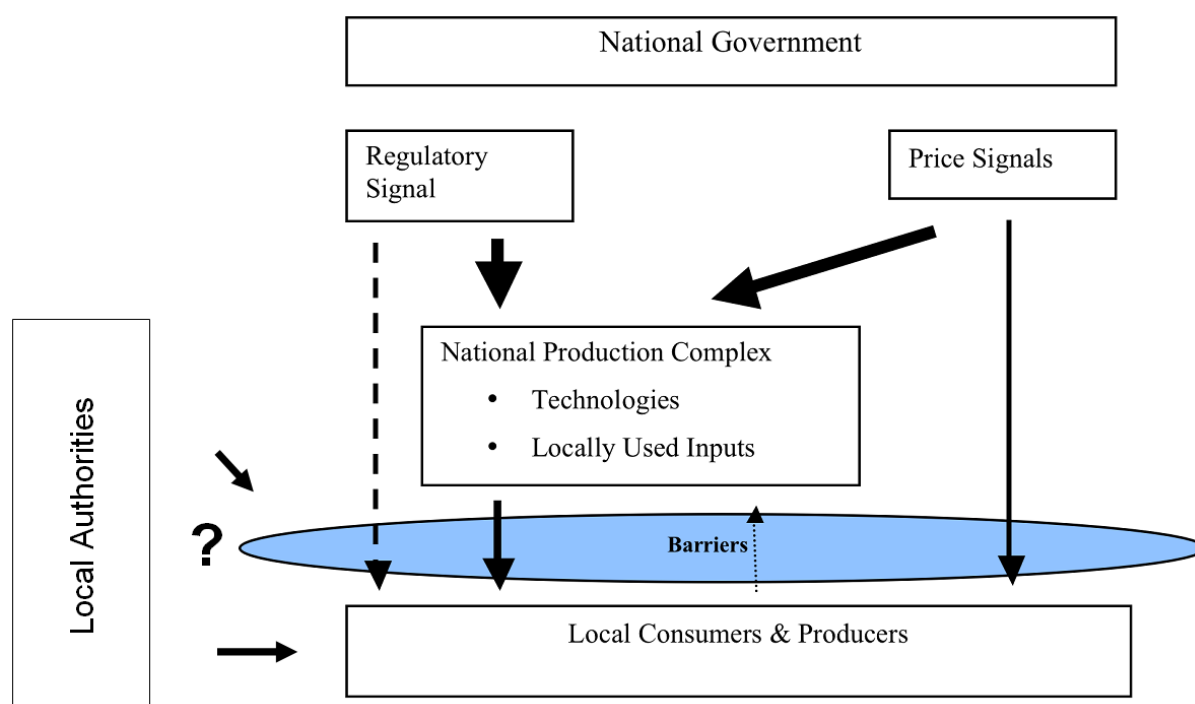 National Government
Regulatory
Signal
Price Signals
National Production Complex
• Technologies
• Locally Used Inputs
Local Authorities
?
Barriers
Local Consumers & Producers